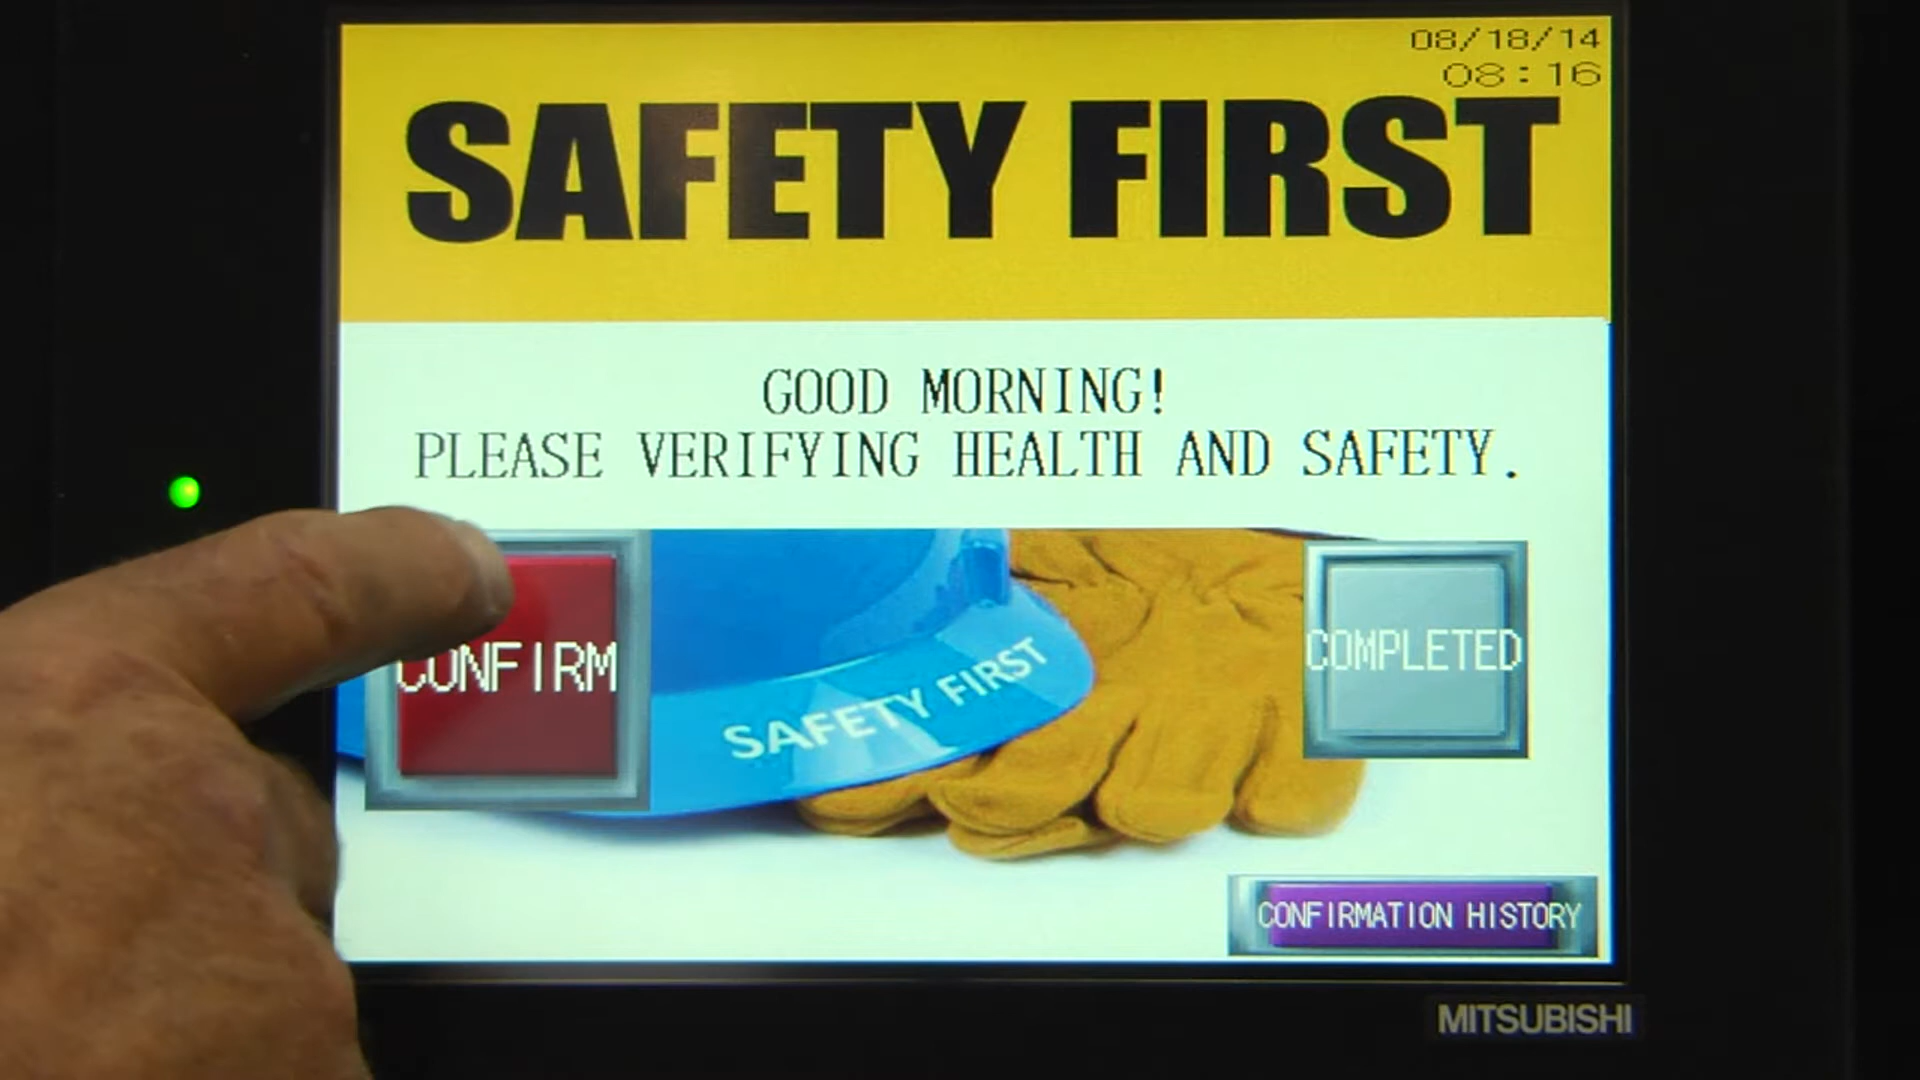 08/18/14
08:16
SAFETY FIRST
GOOD MORNING!
PLEASE VERIFYING HEALTH AND SAFETY.
CONFIRM
SAFETY FIRST
COMPLETED
CONFIRMATION HISTORY
MITSUBISHI